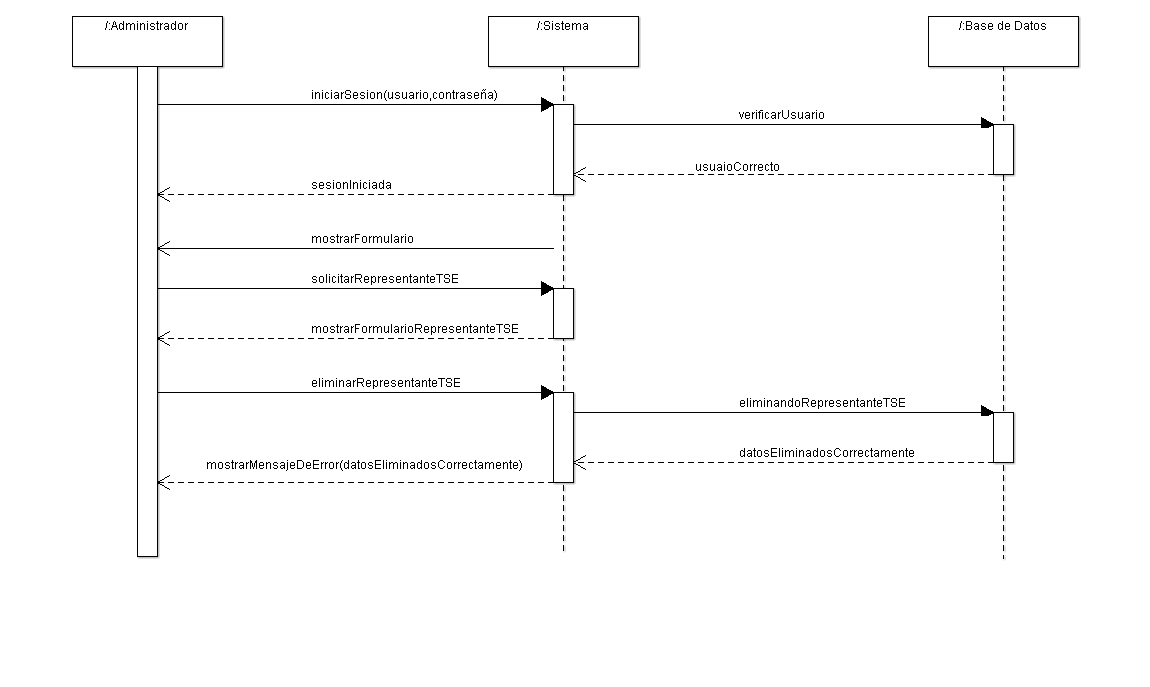 /:Administrador
/:Sistema
/:Base de Datos
iniciarSesion(usuario,contraseña)
verificarUsuario
usuaioCorrecto
sesionIniciada
mostrarFormulario
solicitarRepresentanteTSE
mostrarFormularioRepresentanteTSE
eliminarRepresentanteTSE
eliminandoRepresentanteTSE
datosEliminadosCorrectamente
mostrarMensajeDeError(datosEliminadosCorrectamente)